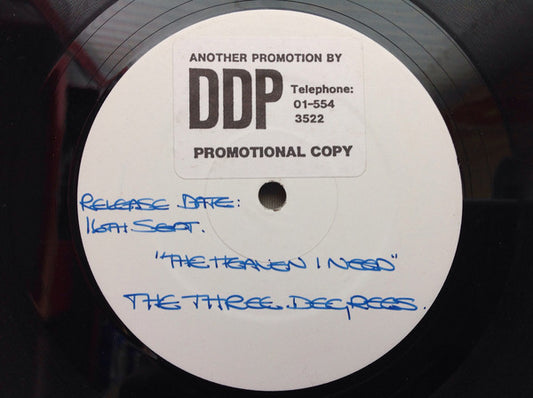 ANOTHER PROMOTION BY
DDP Telephone:
01-554
3522
PROMOTIONAL COPY
RELEASE DATE:
16TH SEPT.
"THE HEAVEN I NEED"
THE THREE DEGREES.